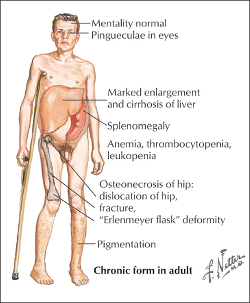 Mentality normal
Pingueculae in eyes
Marked enlargement
and cirrhosis of liver
Splenomegaly
Anemia, thrombocytopenia,
leukopenia
Osteonecrosis of hip:
dislocation of hip,
fracture,
“Erlenmeyer flask” deformity
Pigmentation
Chronic form in adult
F. Netter
M.D.